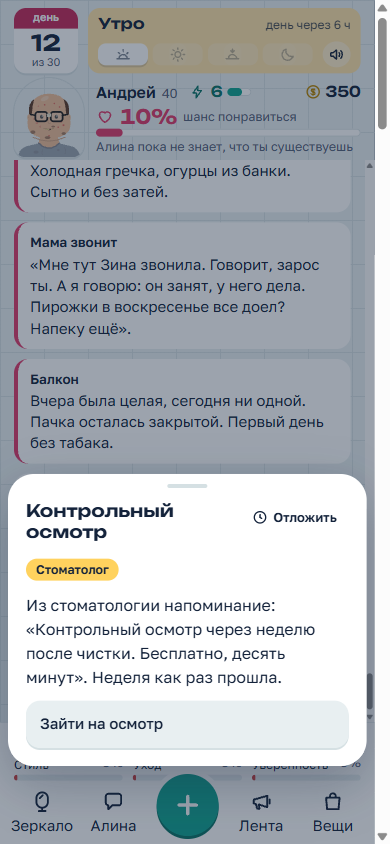 день
12
из 30
Утро
день через 6 ч
Андрей 40
6
350
10% шанс понравиться
Алина пока не знает, что ты существуешь
Холодная гречка, огурцы из банки.
Сытно и без затей.
Мама звонит
«Мне тут Зина звонила. Говорит, зарос
ты. А я говорю: он занят, у него дела.
Пирожки в воскресенье все доел?
Напеку ещё».
Балкон
Вчера была целая, сегодня ни одной.
Пачка осталась закрытой. Первый день
без табака.
Контрольный
осмотр
Отложить
Стоматолог
Из стоматологии напоминание:
«Контрольный осмотр через неделю
после чистки. Бесплатно, десять
минут». Неделя как раз прошла.
Зайти на осмотр
Стиль
Уход
Уверенность
Зеркало
Алина
Лента
Вещи